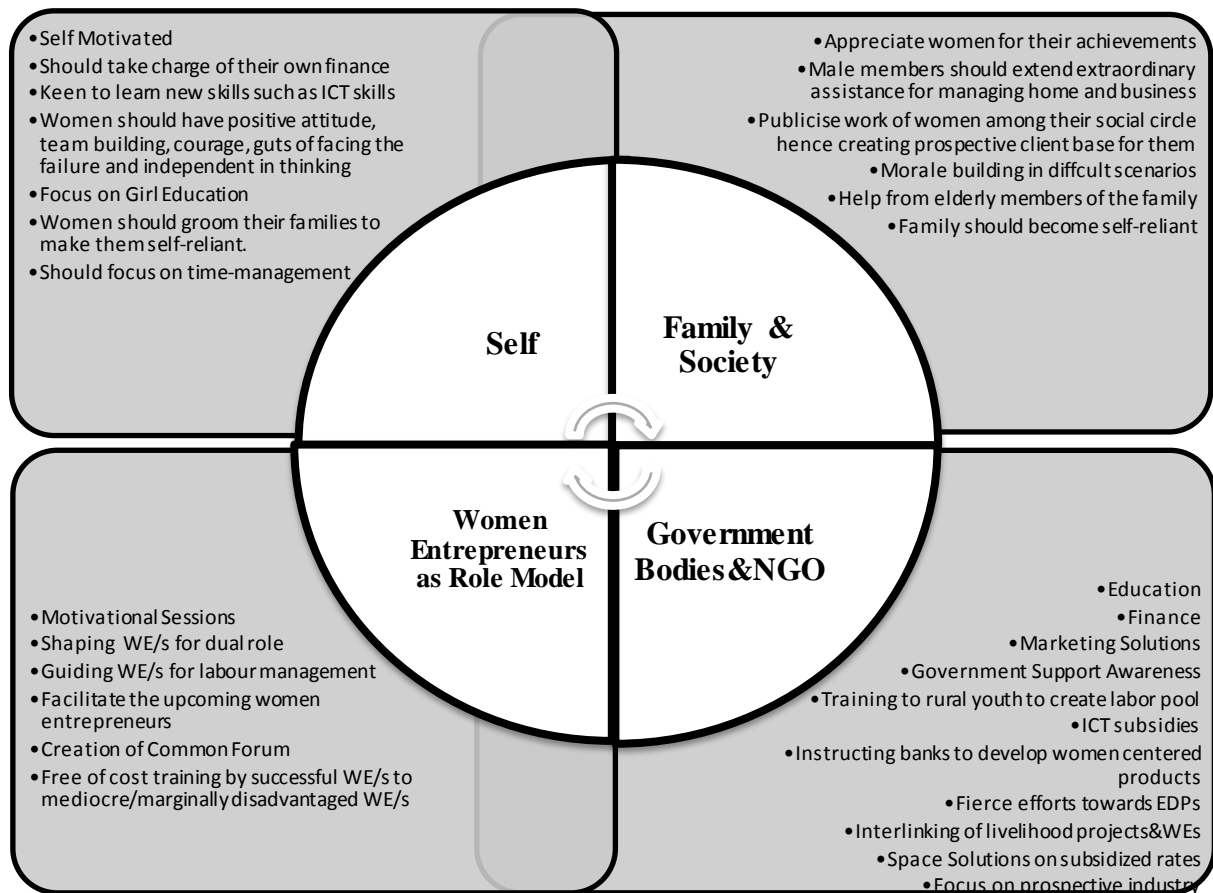 •Self Motivated
•Should take charge of their own finance
•Keen to learn new skills such as ICT skills
•Women should have positive attitude,
team building, courage, guts of facing the
failure and independent in thinking
•Focus on Girl Education
•Women should groom their families to
make them self-reliant.
•Should focus on time-management
•Appreciate women for their achievements
•Male members should extend extraordinary
assistance for managing home and business
•Publicise work of women among their social circle
hence creating prospective client base for them
•Morale building in diffcult scenarios
•Help from elderly members of the family
•Family should become self-reliant
Self
Family &
Society
Women
Entrepreneurs
as Role Model
Government
Bodies&NGO
•Motivational Sessions
•Shaping WE/s for dual role
•Guiding WE/s for labour management
•Facilitate the upcoming women
entrepreneurs
•Creation of Common Forum
•Free of cost training by successful WE/s to
mediocre/marginally disadvantaged WE/s
•Education
•Finance
•Marketing Solutions
•Government Support Awareness
•Training to rural youth to create labor pool
•ICT subsidies
•Instructing banks to develop women centered
products
•Fierce efforts towards EDPs
•Interlinking of livelihood projects&WEs
•Space Solutions on subsidized rates
•Focus on prospective industry